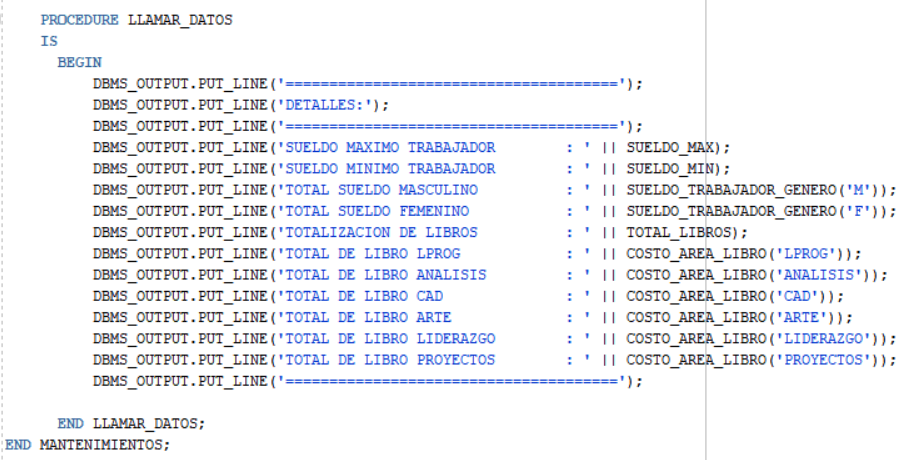 PROCEDURE LLAMAR_DATOS
IS
BEGIN
DBMS_OUTPUT.PUT_LINE('======================================');
DBMS_OUTPUT.PUT_LINE('DETALLES:');
DBMS_OUTPUT.PUT_LINE('======================================');
DBMS_OUTPUT.PUT_LINE('SUELDO MAXIMO TRABAJADOR        : ' || SUELDO_MAX);
DBMS_OUTPUT.PUT_LINE('SUELDO MINIMO TRABAJADOR        : ' || SUELDO_MIN);
DBMS_OUTPUT.PUT_LINE('TOTAL SUELDO MASCULINO          : ' || SUELDO_TRABAJADOR_GENERO('M'));
DBMS_OUTPUT.PUT_LINE('TOTAL SUELDO FEMENINO           : ' || SUELDO_TRABAJADOR_GENERO('F'));
DBMS_OUTPUT.PUT_LINE('TOTALIZACION DE LIBROS          : ' || TOTAL_LIBROS);
DBMS_OUTPUT.PUT_LINE('TOTAL DE LIBRO LPROG            : ' || COSTO_AREA_LIBRO('LPROG'));
DBMS_OUTPUT.PUT_LINE('TOTAL DE LIBRO ANALISIS         : ' || COSTO_AREA_LIBRO('ANALISIS'));
DBMS_OUTPUT.PUT_LINE('TOTAL DE LIBRO CAD              : ' || COSTO_AREA_LIBRO('CAD'));
DBMS_OUTPUT.PUT_LINE('TOTAL DE LIBRO ARTE             : ' || COSTO_AREA_LIBRO('ARTE'));
DBMS_OUTPUT.PUT_LINE('TOTAL DE LIBRO LIDERAZGO        : ' || COSTO_AREA_LIBRO('LIDERAZGO'));
DBMS_OUTPUT.PUT_LINE('TOTAL DE LIBRO PROYECTOS        : ' || COSTO_AREA_LIBRO('PROYECTOS'));
DBMS_OUTPUT.PUT_LINE('======================================');
END LLAMAR_DATOS;
END MANTENIMIENTOS;